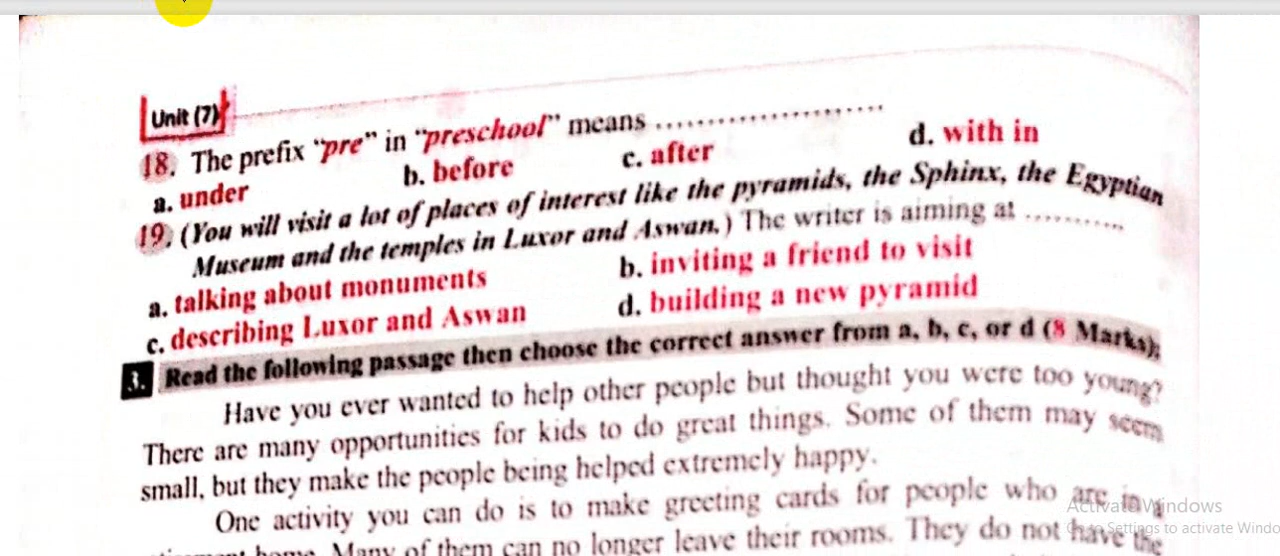 Unit (7)
18. The prefix "pre" in "preschool" means ......................
a. under b. before c. after d. with in
19. (You will visit a lot of places of interest like the pyramids, the Sphinx, the Egyptian
Museum and the temples in Luxor and Aswan.) The writer is aiming at ...........
a. talking about monuments b. inviting a friend to visit
c. describing Luxor and Aswan d. building a new pyramid
3. Read the following passage then choose the correct answer from a, b, c, or d (8 Marks):
Have you ever wanted to help other people but thought you were too young?
There are many opportunities for kids to do great things. Some of them may seem
small, but they make the people being helped extremely happy.
One activity you can do is to make greeting cards for people who are in
home. Many of them can no longer leave their rooms. They do not have the
Activate Windows
Go to Settings to activate Windo